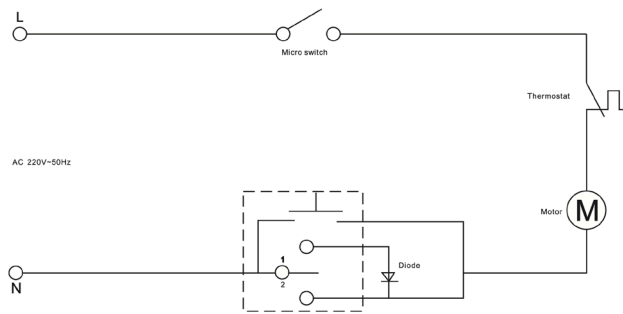 L
Micro switch
Thermostat
AC 220V~50Hz
Motor
M
1
Diode
2
N